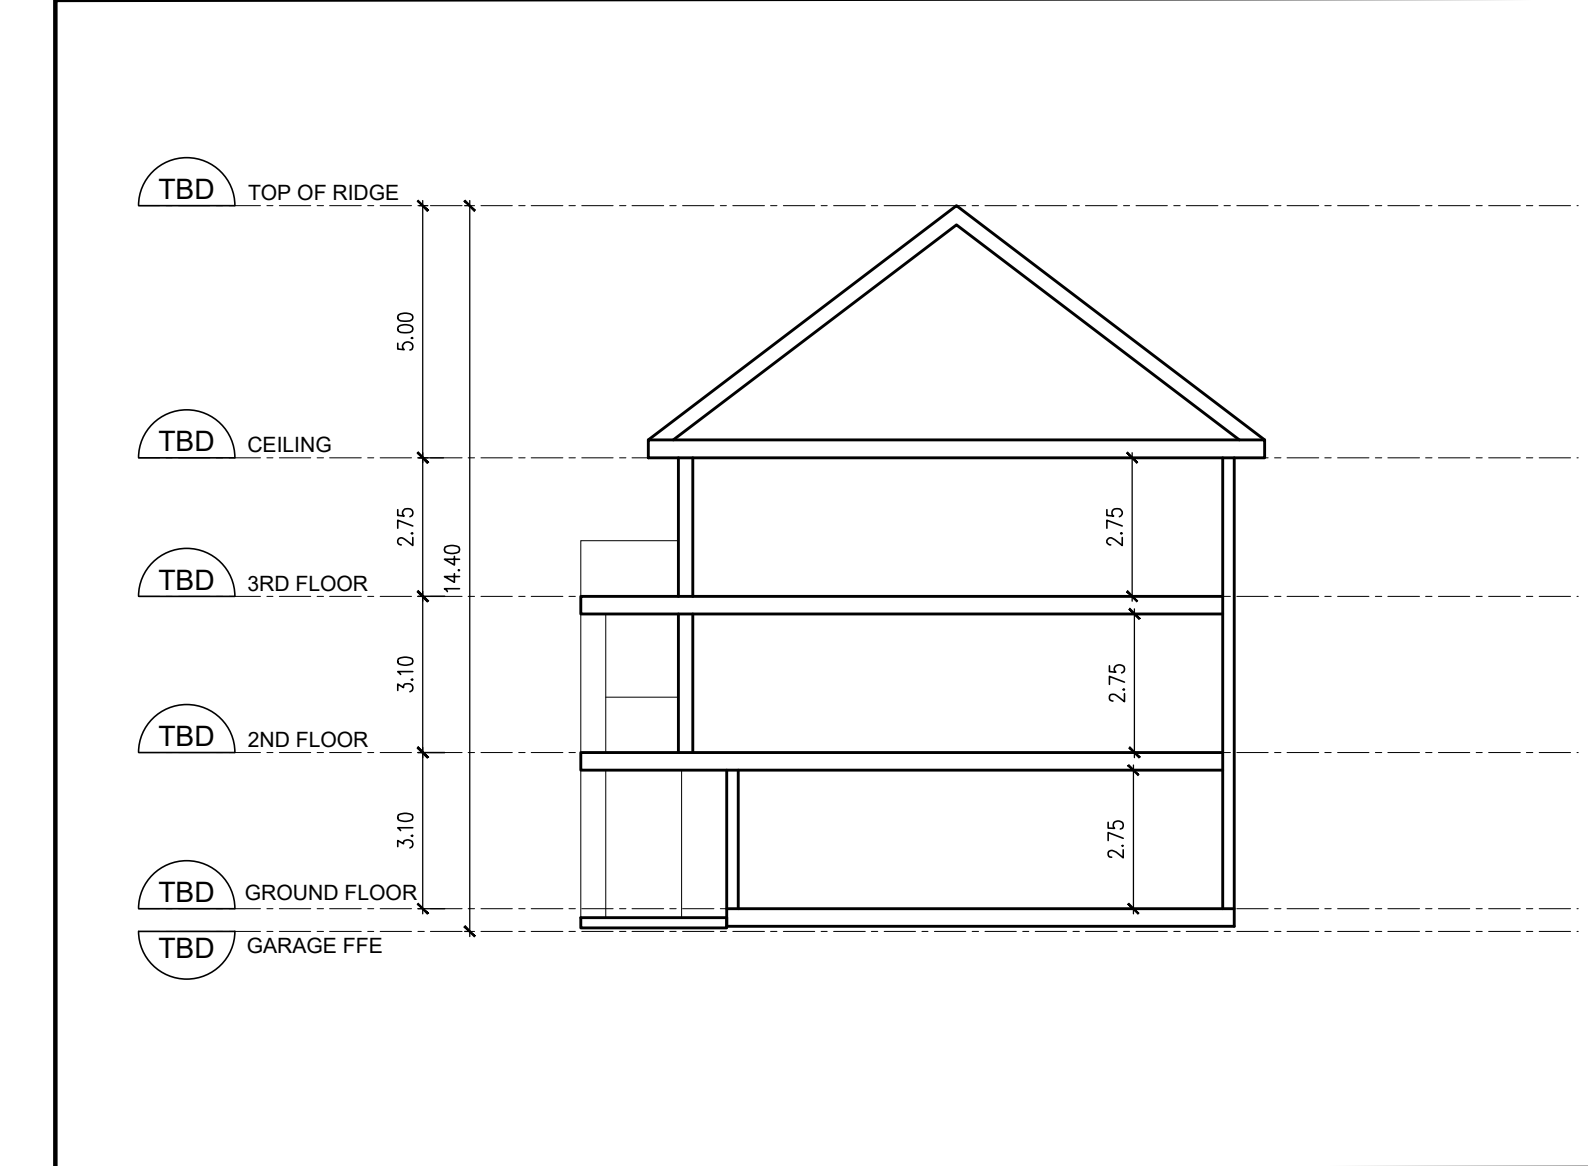 TBD TOP OF RIDGE
5.00
TBD CEILING
2.75
2.75
14.40
TBD 3RD FLOOR
3.10
2.75
TBD 2ND FLOOR
3.10
2.75
TBD GROUND FLOOR
TBD GARAGE FFE